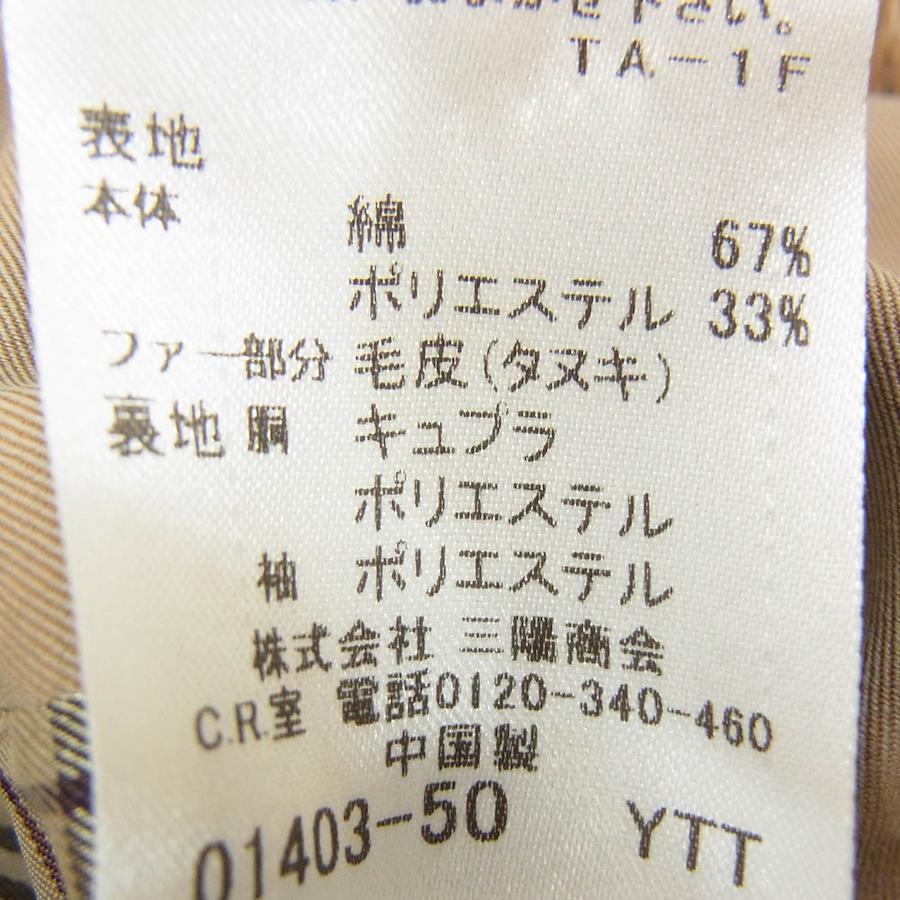 下さい。
TA-1F
表地
本体 綿 67%
ポリエステル 33%
ファー部分 毛皮(タヌキ)
裏地 胴 キュプラ
ポリエステル
袖 ポリエステル
株式会社 三陽商会
C.R.室 電話0120-340-460
中国製
01403-50 YTT